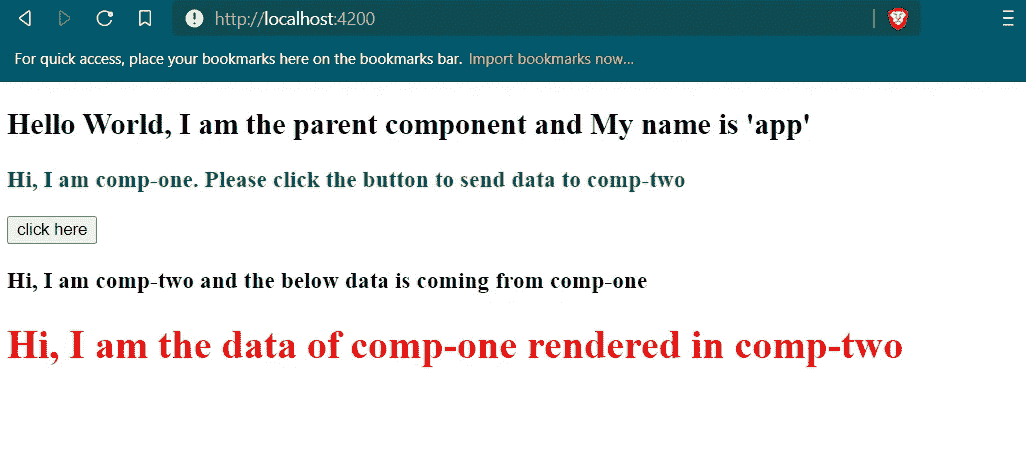 http://localhost:4200
For quick access, place your bookmarks here on the bookmarks bar. Import bookmarks now...
Hello World, I am the parent component and My name is 'app'
Hi, I am comp-one. Please click the button to send data to comp-two
click here
Hi, I am comp-two and the below data is coming from comp-one
Hi, I am the data of comp-one rendered in comp-two